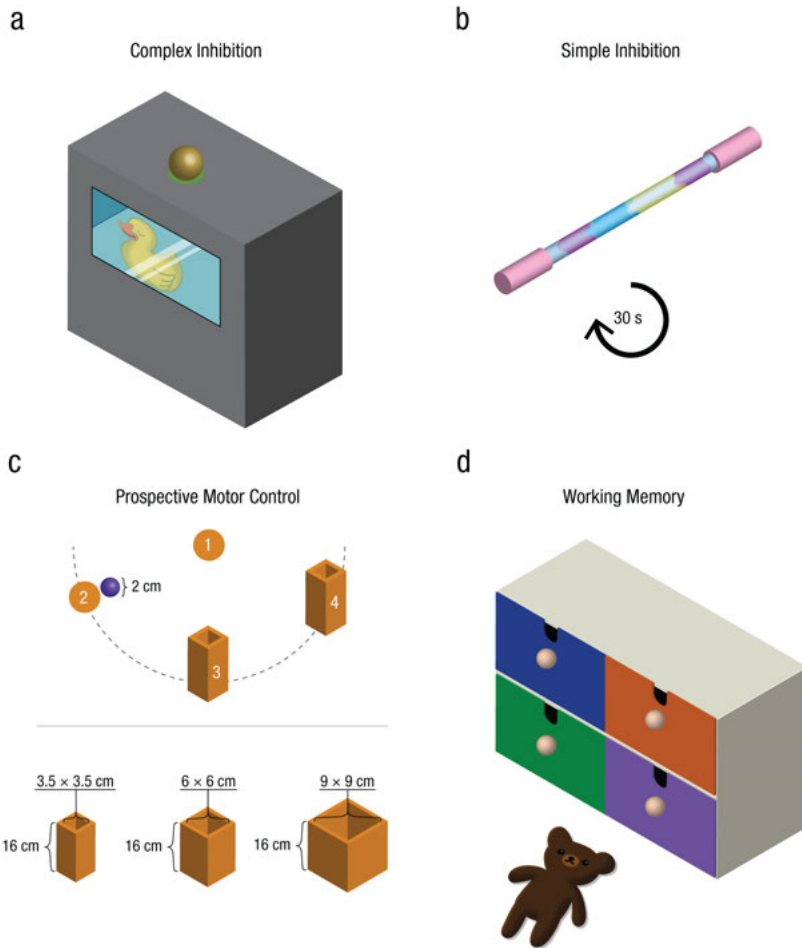 a
Complex Inhibition
b
Simple Inhibition
30 s
c
Prospective Motor Control
1
2
2 cm
3
4
3.5 × 3.5 cm
6 × 6 cm
9 × 9 cm
16 cm
16 cm
16 cm
d
Working Memory